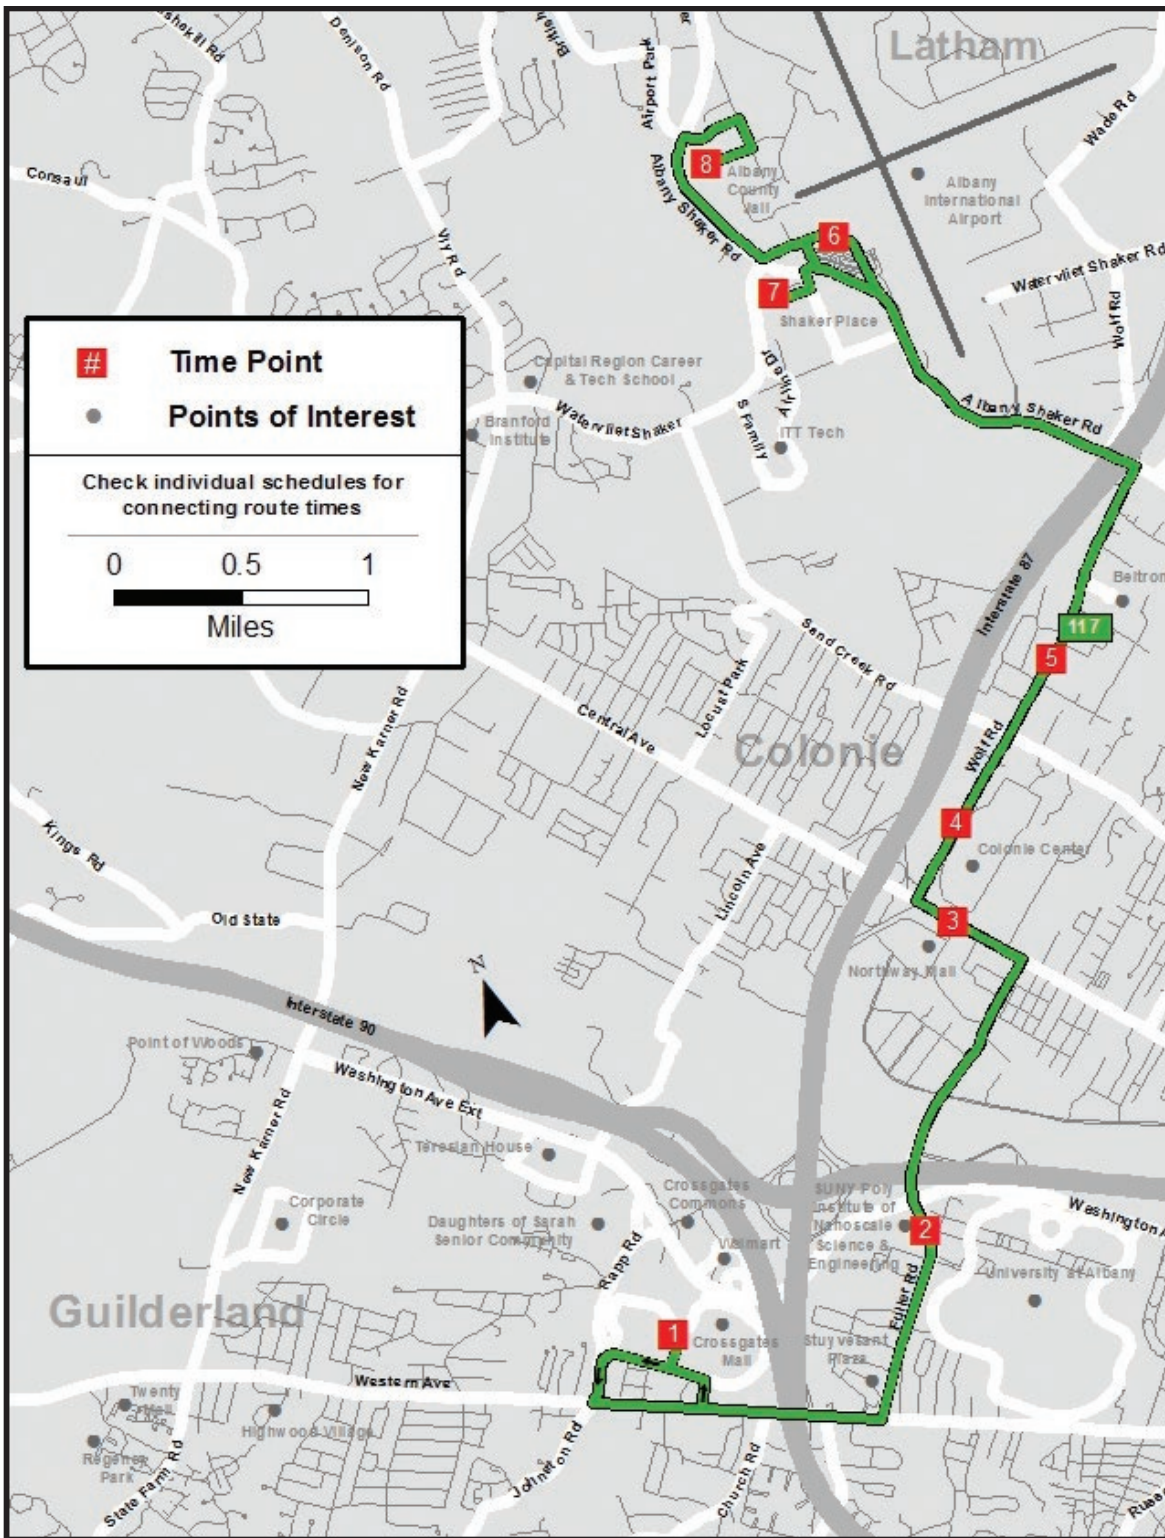 Latham
Denison Rd
British
Airport Park
Wade Rd
Consaul
8
Albany
County
Jail
Albany
International
Airport
Albany Shaker Rd
6
Vly Rd
Watervliet Shaker Rd
7
Shaker Place
Wolf Rd
#
Time Point
Points of Interest
Check individual schedules for
connecting route times
0 0.5 1
Miles
Capital Region Career
& Tech School
Airline Dr
S Family
Albany Shaker Rd
Branford
Institute
Watervliet Shaker
ITT Tech
Interstate 87
Beltron
117
5
Sand Creek Rd
Locust Park
New Karner Rd
Central Ave
Colonie
Wolf Rd
4
Colonie Center
Kings Rd
Lincoln Ave
Old State
3
Northway Mall
N
Interstate 90
Point of Woods
Washington Ave Ext
Teresian House
New Karner Rd
Crossgates
Commons
SUNY Poly
Institute of
Nanoscale
Science &
Engineering
Washington A
Corporate
Circle
Daughters of Sarah
Senior Community
2
Walmart
Rapp Rd
University at Albany
Fuller Rd
Guilderland
1
Crossgates
Mall
Stuyvesant
Plaza
Western Ave
Twenty
Mall
Highwood Village
Regency
Park
State Farm Rd
Johnston Rd
Church Rd